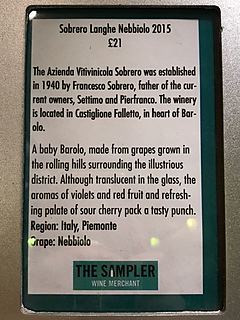 Sobrero Langhe Nebbiolo 2015
£21
The Azienda Vitivinicola Sobrero was established
in 1940 by Francesco Sobrero, father of the cur-
rent owners, Settimo and Pierfranco. The winery
is located in Castiglione Falletto, in heart of Bar-
olo.
A baby Barolo, made from grapes grown in
the rolling hills surrounding the illustrious
district. Although translucent in the glass, the
aromas of violets and red fruit and refresh-
ing palate of sour cherry pack a tasty punch.
Region: Italy, Piemonte
Grape: Nebbiolo
THE SAMPLER
WINE MERCHANT